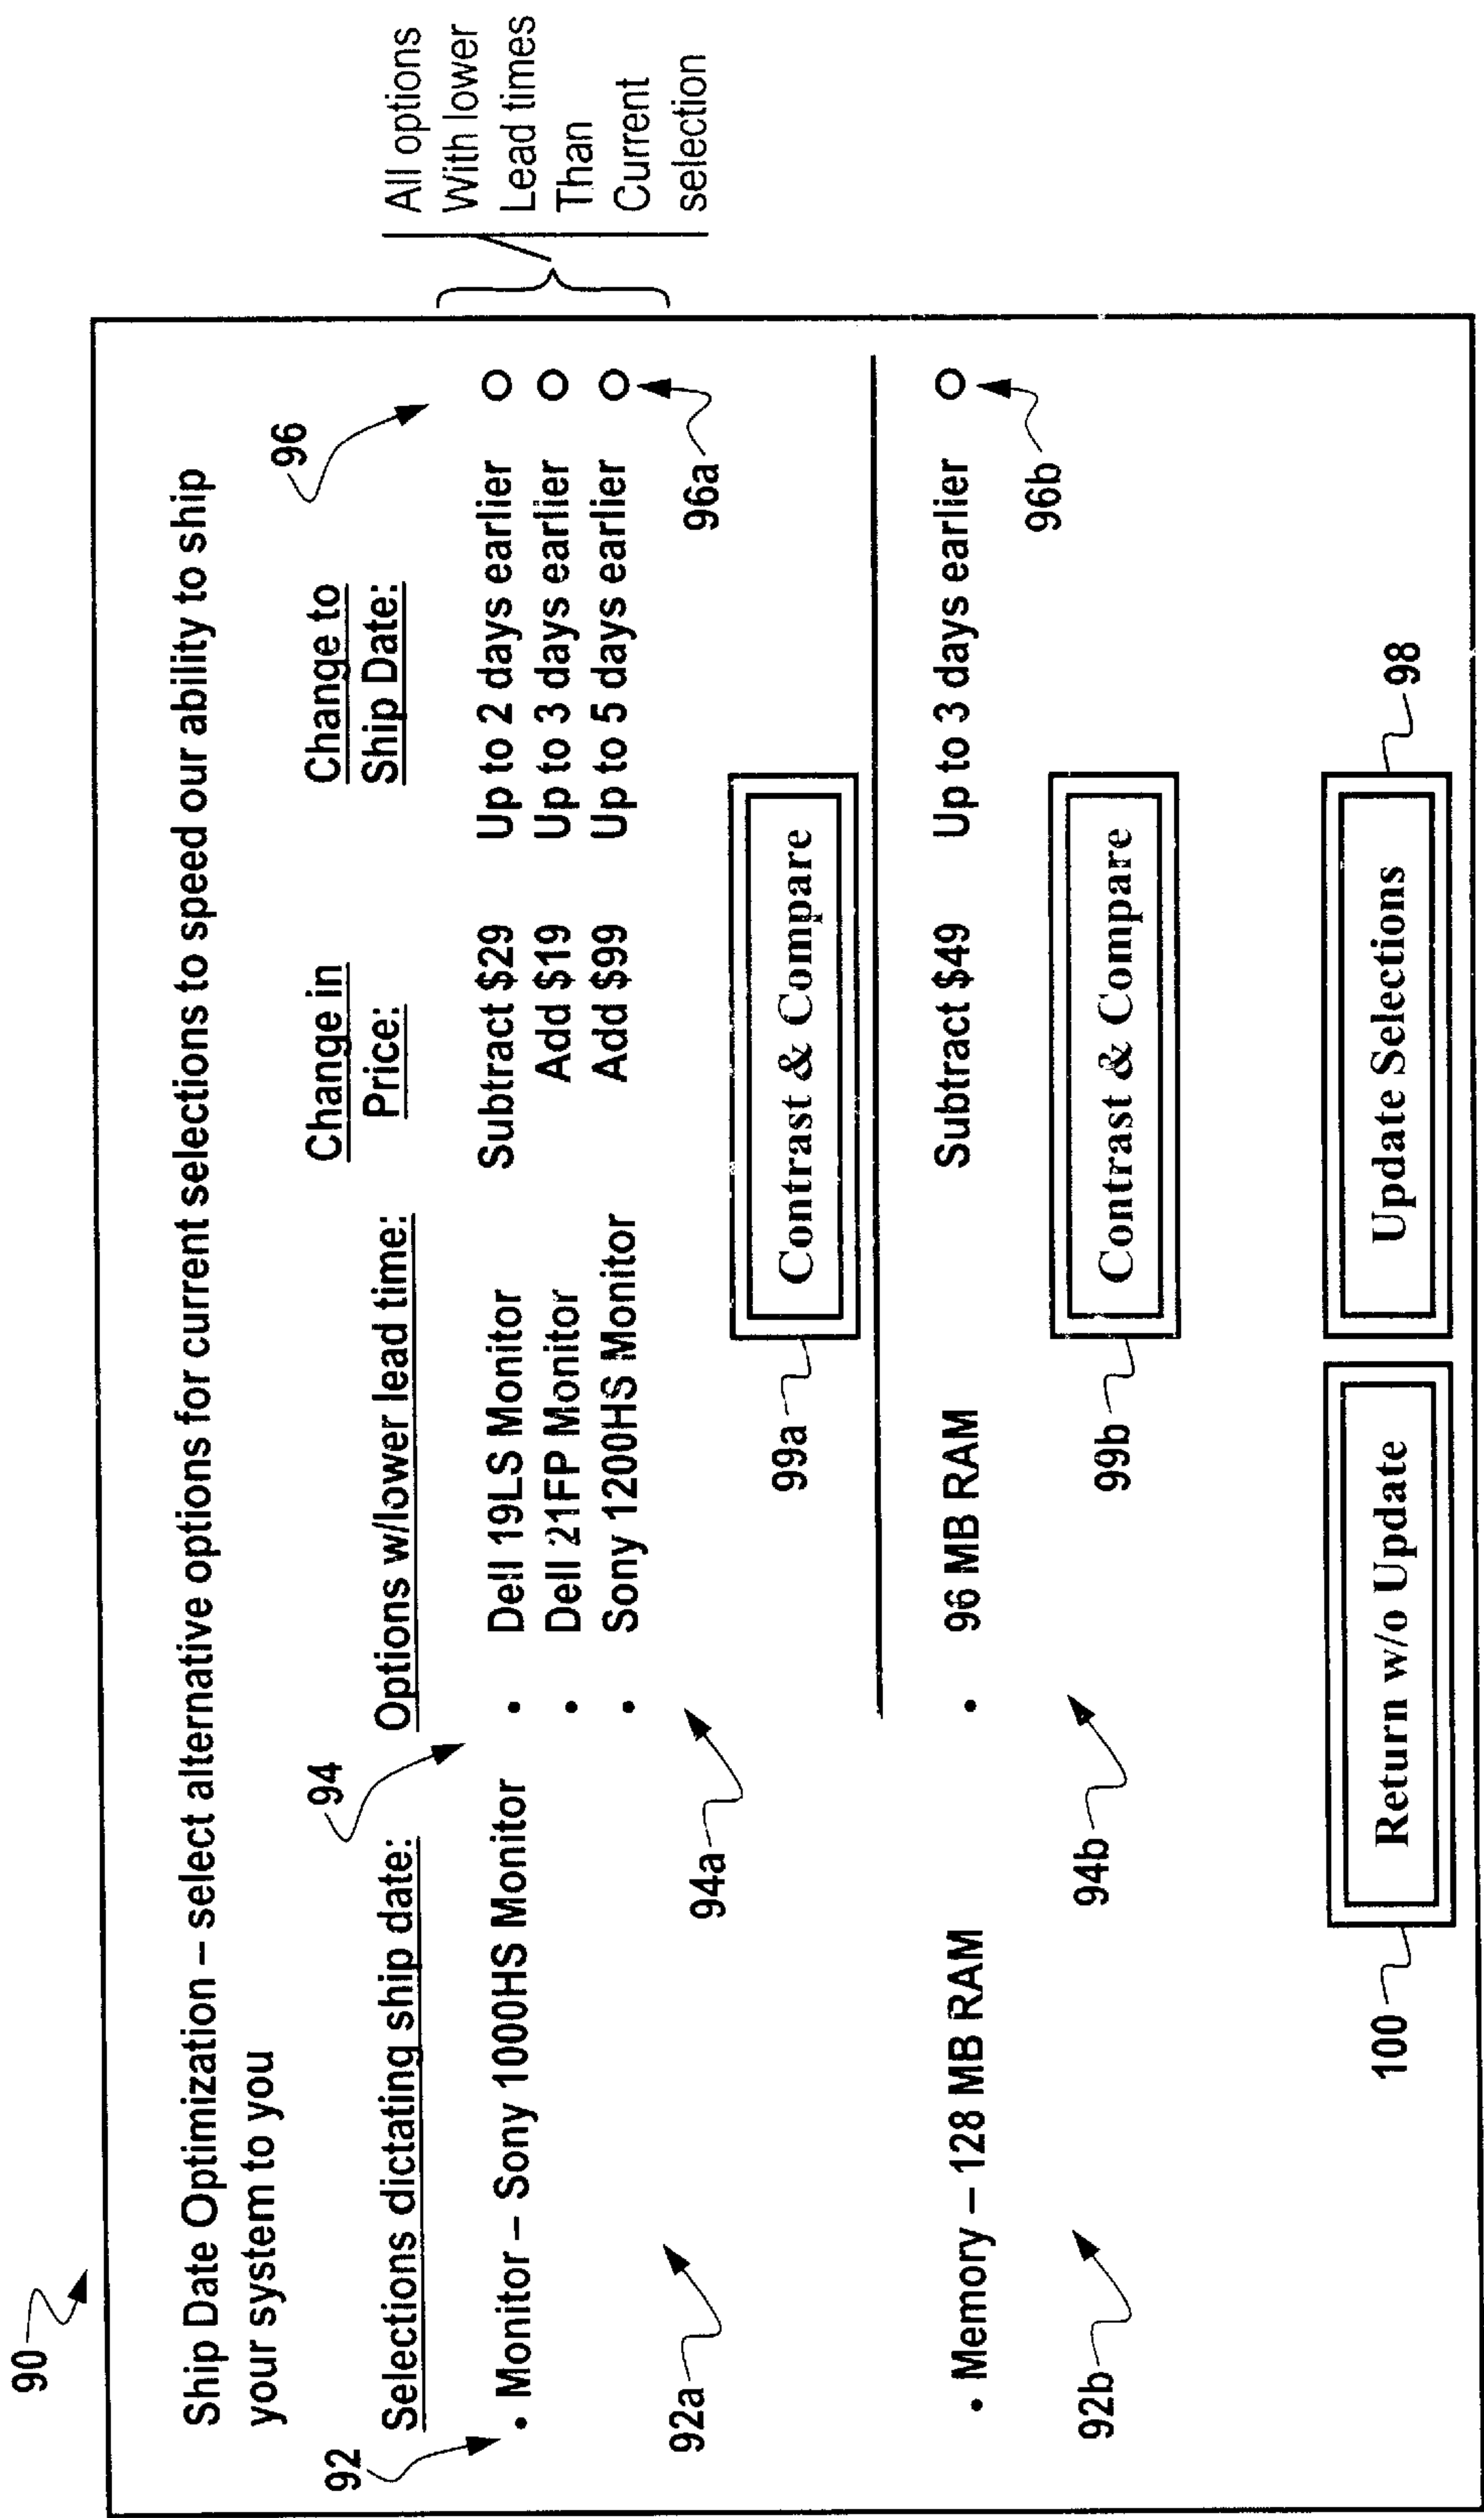 90
Ship Date Optimization – select alternative options for current selections to speed our ability to ship
your system to you
92
94
96
Selections dictating ship date:
Options w/lower lead time:
Change in
Price:
Change to
Ship Date:
• Monitor – Sony 1000HS Monitor
• Dell 19LS Monitor Subtract $29 Up to 2 days earlier
• Dell 21FP Monitor Add $19 Up to 3 days earlier
• Sony 1200HS Monitor Add $99 Up to 5 days earlier
All options
With lower
Lead times
Than
Current
selection
92a
94a
96a
99a
Contrast & Compare
• Memory – 128 MB RAM • 96 MB RAM Subtract $49 Up to 3 days earlier
92b
94b
96b
99b
Contrast & Compare
100
Return w/o Update
Update Selections
98